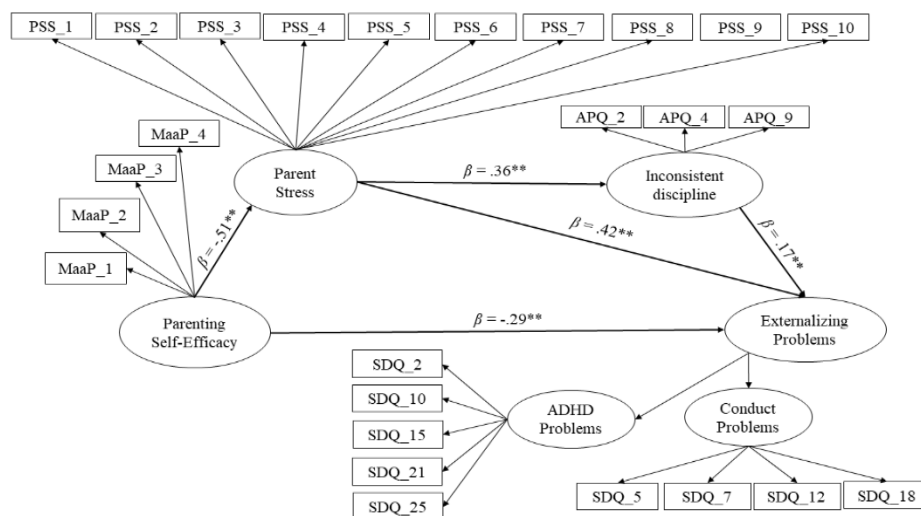 PSS_1
PSS_2
PSS_3
PSS_4
PSS_5
PSS_6
PSS_7
PSS_8
PSS_9
PSS_10
APQ_2
APQ_4
APQ_9
MaaP_4
MaaP_3
MaaP_2
MaaP_1
Parent
Stress
β = .36**
Inconsistent
discipline
β = -.51**
β = .42**
β = .17**
Parenting
Self-Efficacy
β = -.29**
Externalizing
Problems
SDQ_2
SDQ_10
SDQ_15
SDQ_21
SDQ_25
ADHD
Problems
Conduct
Problems
SDQ_5
SDQ_7
SDQ_12
SDQ_18